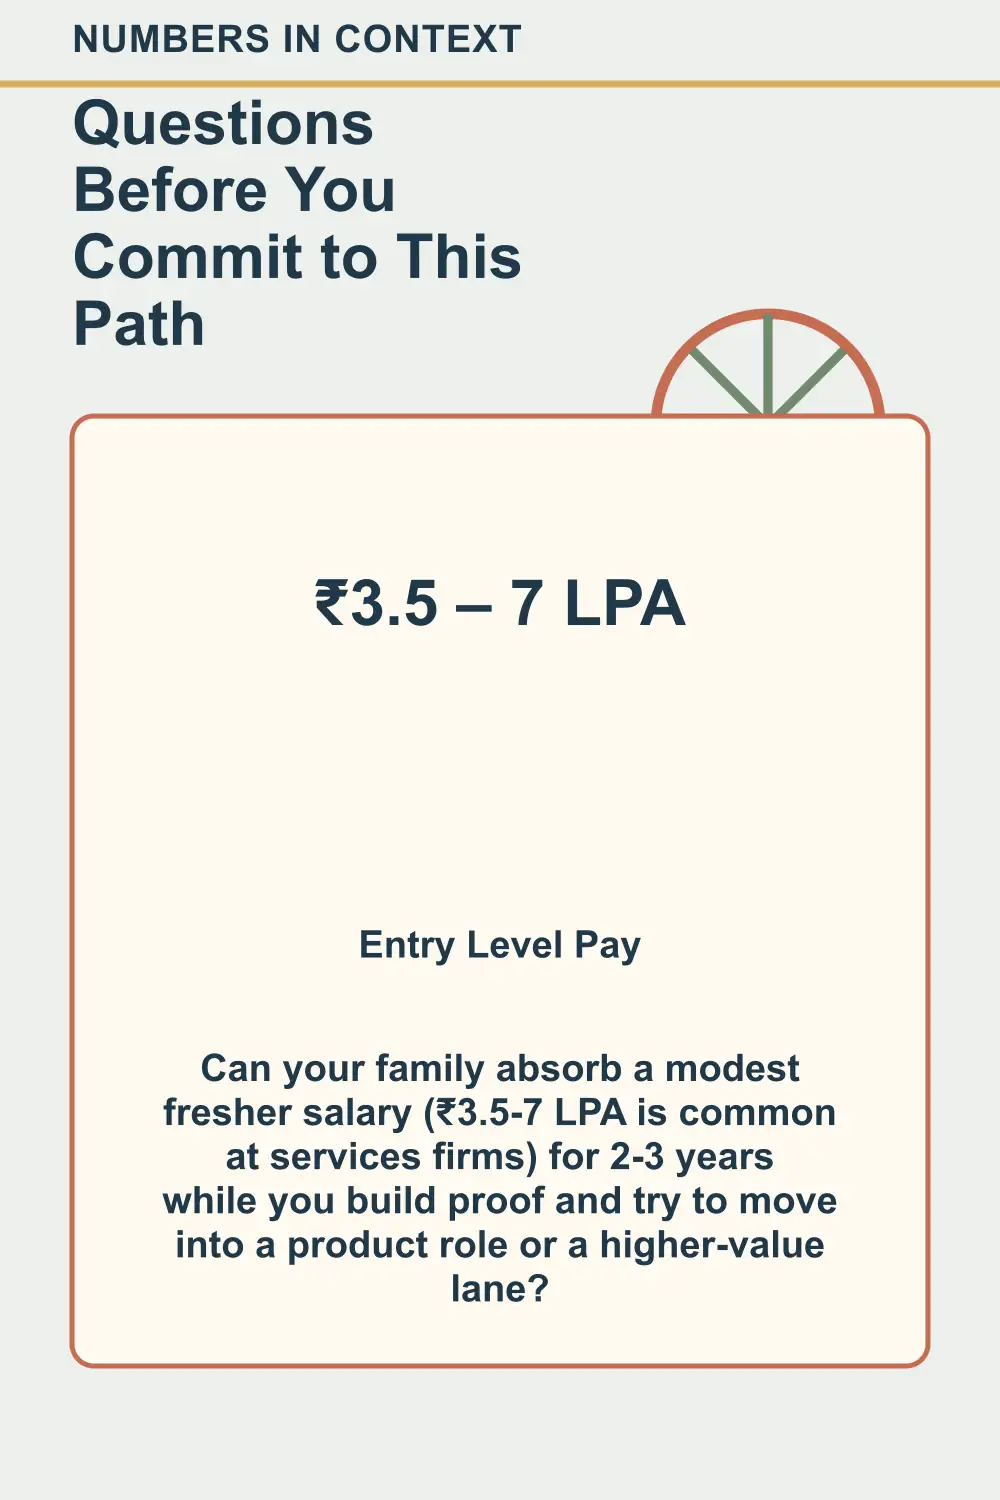 NUMBERS IN CONTEXT
Questions
Before You
Commit to This
Path
₹3.5 – 7 LPA
Entry Level Pay
Can your family absorb a modest
fresher salary (₹3.5-7 LPA is common
at services firms) for 2-3 years
while you build proof and try to move
into a product role or a higher-value
lane?